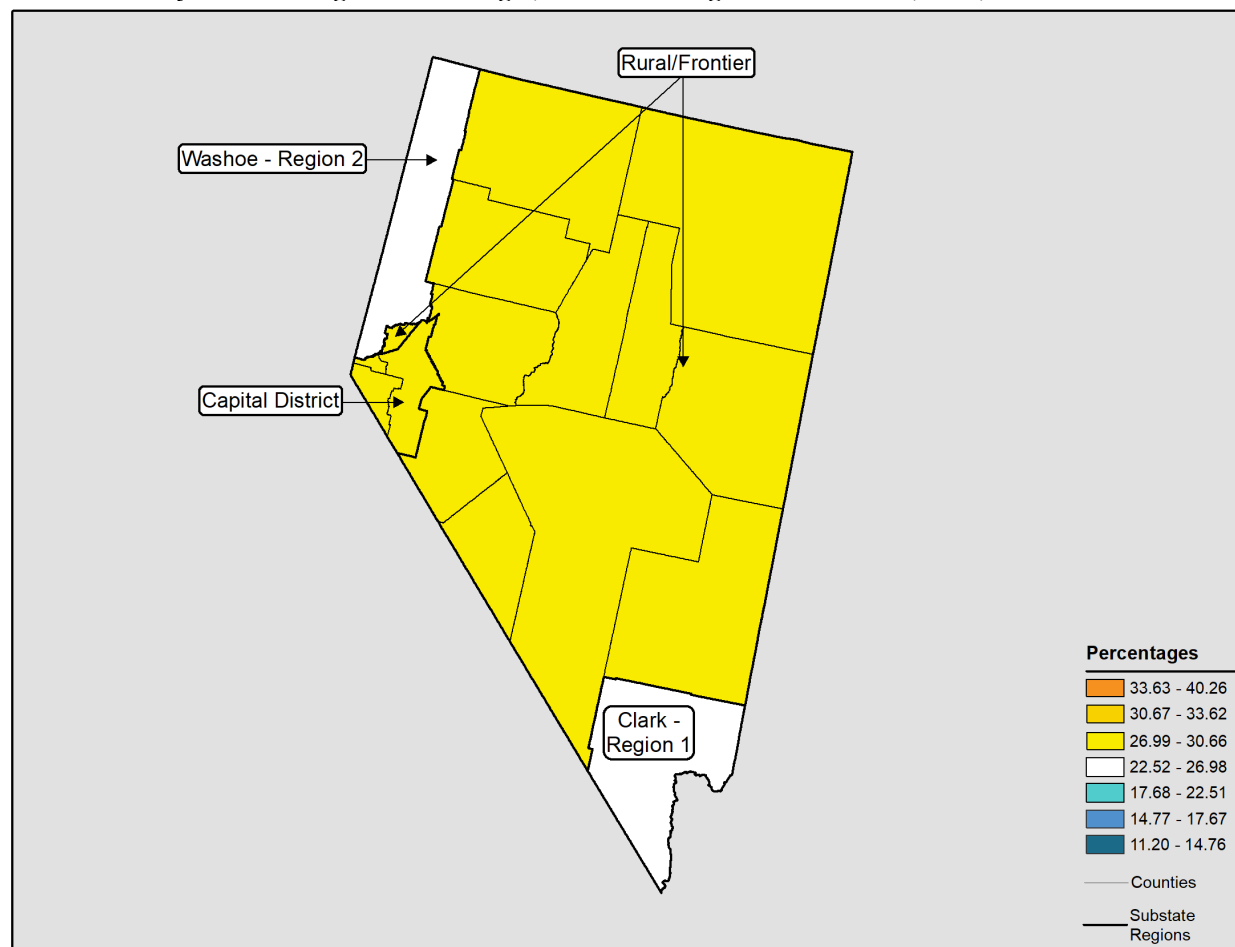 Rural/Frontier
Washoe - Region 2
Capital District
Clark -
Region 1
Percentages
33.63 - 40.26
30.67 - 33.62
26.99 - 30.66
22.52 - 26.98
17.68 - 22.51
14.77 - 17.67
11.20 - 14.76
Counties
Substate
Regions